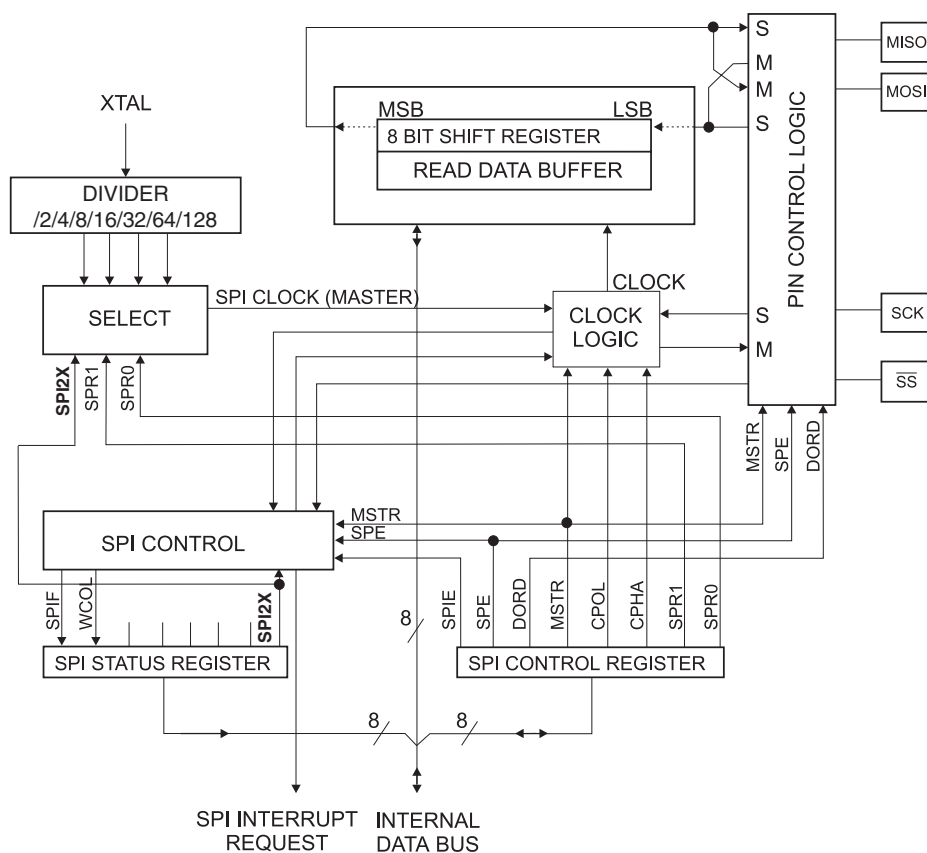 S
MISO
M
M
MOSI
S
PIN CONTROL LOGIC
XTAL
MSB
LSB
8 BIT SHIFT REGISTER
READ DATA BUFFER
DIVIDER
/2/4/8/16/32/64/128
SPI CLOCK (MASTER)
CLOCK
SELECT
CLOCK
LOGIC
S
M
SCK
SS
SPI2X
SPR1
SPR0
MSTR
SPE
DORD
MSTR
SPE
SPI CONTROL
SPIF
WCOL
SPI2X
8
SPIE
SPE
DORD
MSTR
CPOL
CPHA
SPR1
SPR0
SPI STATUS REGISTER
SPI CONTROL REGISTER
8
8
SPI INTERRUPT
REQUEST
INTERNAL
DATA BUS